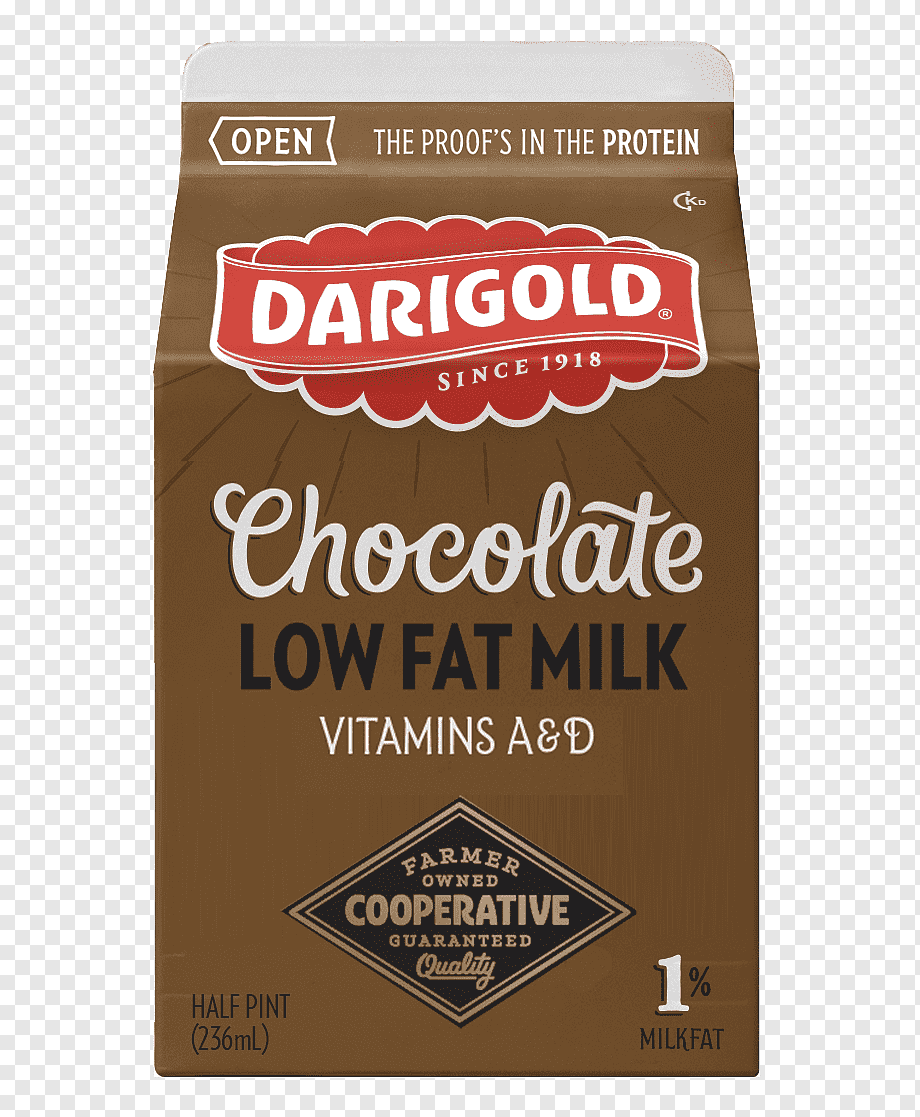 OPEN
THE PROOF'S IN THE PROTEIN
CKD
DARIGOLD®
SINCE 1918
Chocolate
LOW FAT MILK
VITAMINS A&D
FARMER
OWNED
COOPERATIVE
GUARANTEED
Quality
HALF PINT
(236mL)
1%
MILKFAT